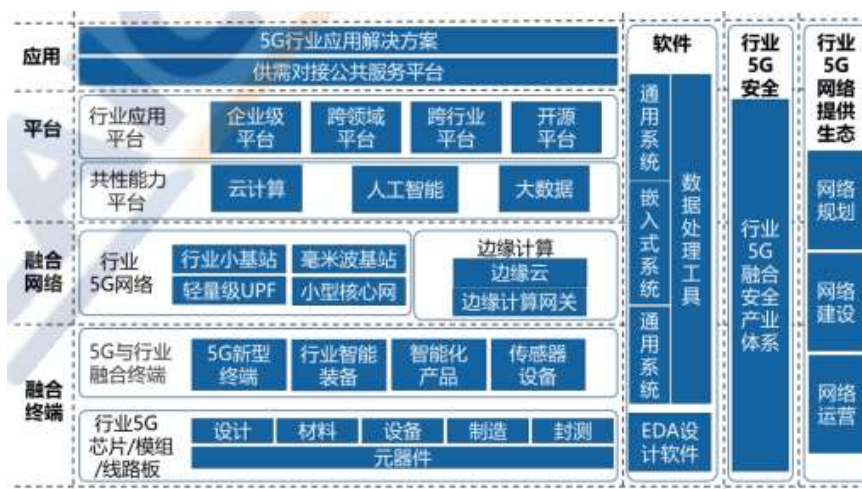 应用
5G行业应用解决方案
供需对接公共服务平台
平台
行业应用
平台
企业级
平台
跨领域
平台
跨行业
平台
开源
平台
共性能力
平台
云计算
人工智能
大数据
融合
网络
行业
5G网络
行业小基站
毫米波基站
轻量级UPF
小型核心网
边缘计算
边缘云
边缘计算网关
融合
终端
5G与行业
融合终端
5G新型
终端
行业智能
装备
智能化
产品
传感器
设备
行业5G
芯片/模组
/线路板
设计
材料
设备
制造
封测
元器件
软件
通用系统
嵌入式系统
通用系统
数据处理工具
EDA设
计软件
行业
5G
安全
行业
5G
融合
安全
产业
体系
行业
5G
网络
提供
生态
网络
规划
网络
建设
网络
运营